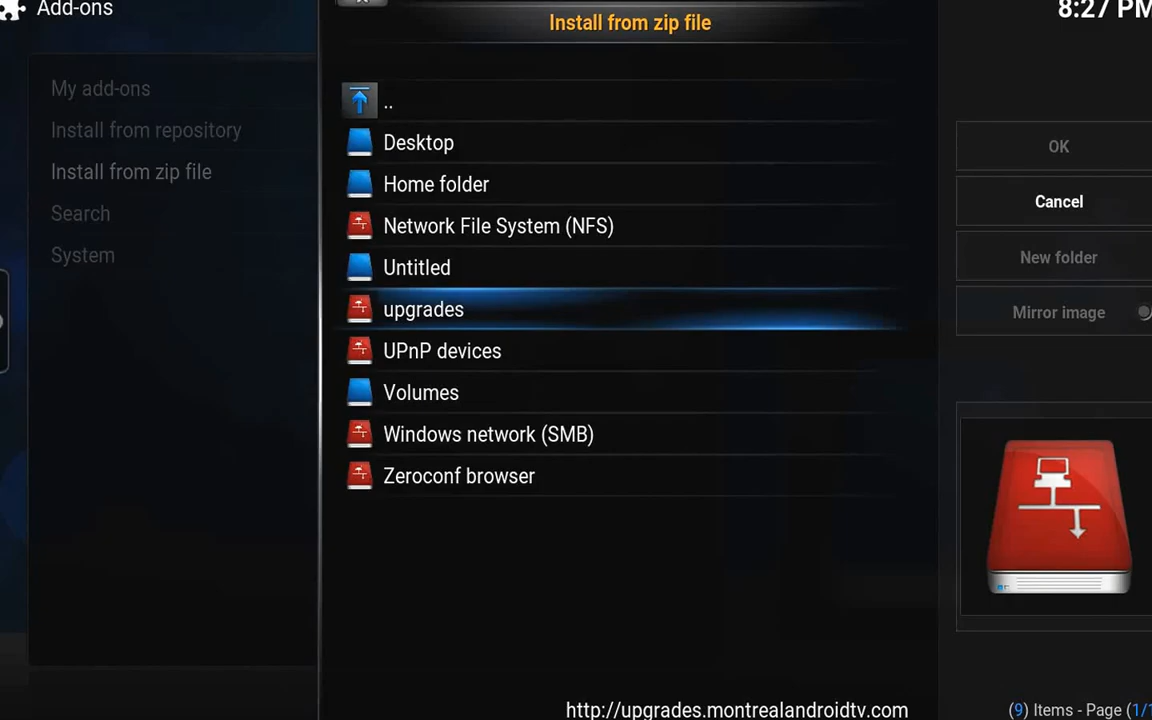 Add-ons
Install from zip file
8:27 PM
My add-ons
Install from repository
Install from zip file
Search
System
..
Desktop
Home folder
Network File System (NFS)
Untitled
upgrades
UPnP devices
Volumes
Windows network (SMB)
Zeroconf browser
OK
Cancel
New folder
Mirror image
http://upgrades.montrealandroidtv.com
(9) Items - Page (1/1